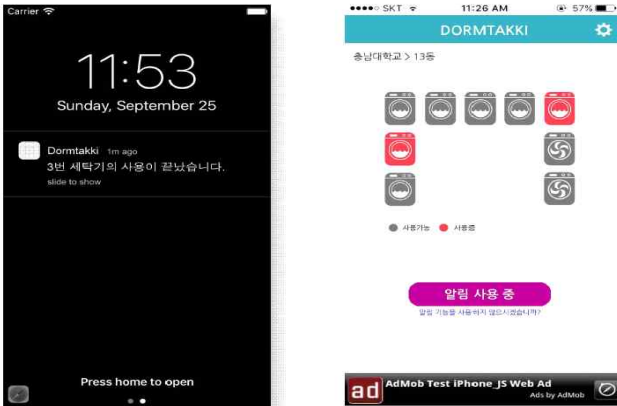 Carrier
11:53
Sunday, September 25
Dormtakki 1m ago
3번 세탁기의 사용이 끝났습니다.
slide to show
Press home to open
SKT 11:26 AM 57%
DORMTAKKI
충남대학교 > 13동
사용가능 사용중
알림 사용 중
알림 기능을 사용하지 않으시겠습니까?
ad AdMob Test iPhone_JS Web Ad
Ads by AdMob